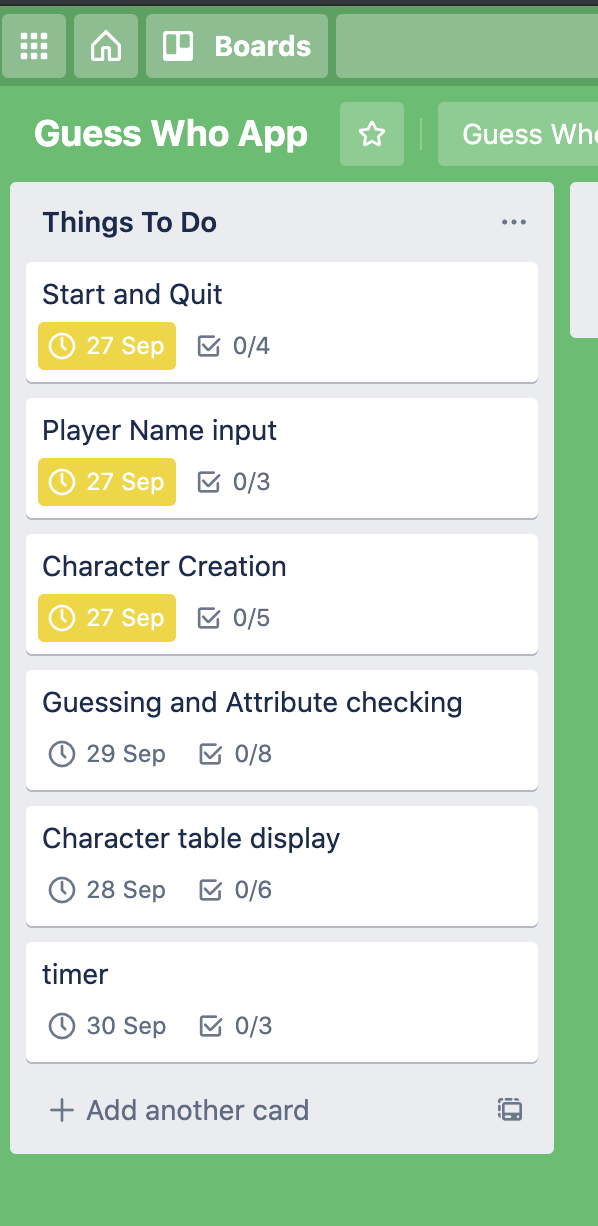 Boards
Guess Who App
Guess Who
Things To Do
Start and Quit
27 Sep 0/4
Player Name input
27 Sep 0/3
Character Creation
27 Sep 0/5
Guessing and Attribute checking
29 Sep 0/8
Character table display
28 Sep 0/6
timer
30 Sep 0/3
Add another card